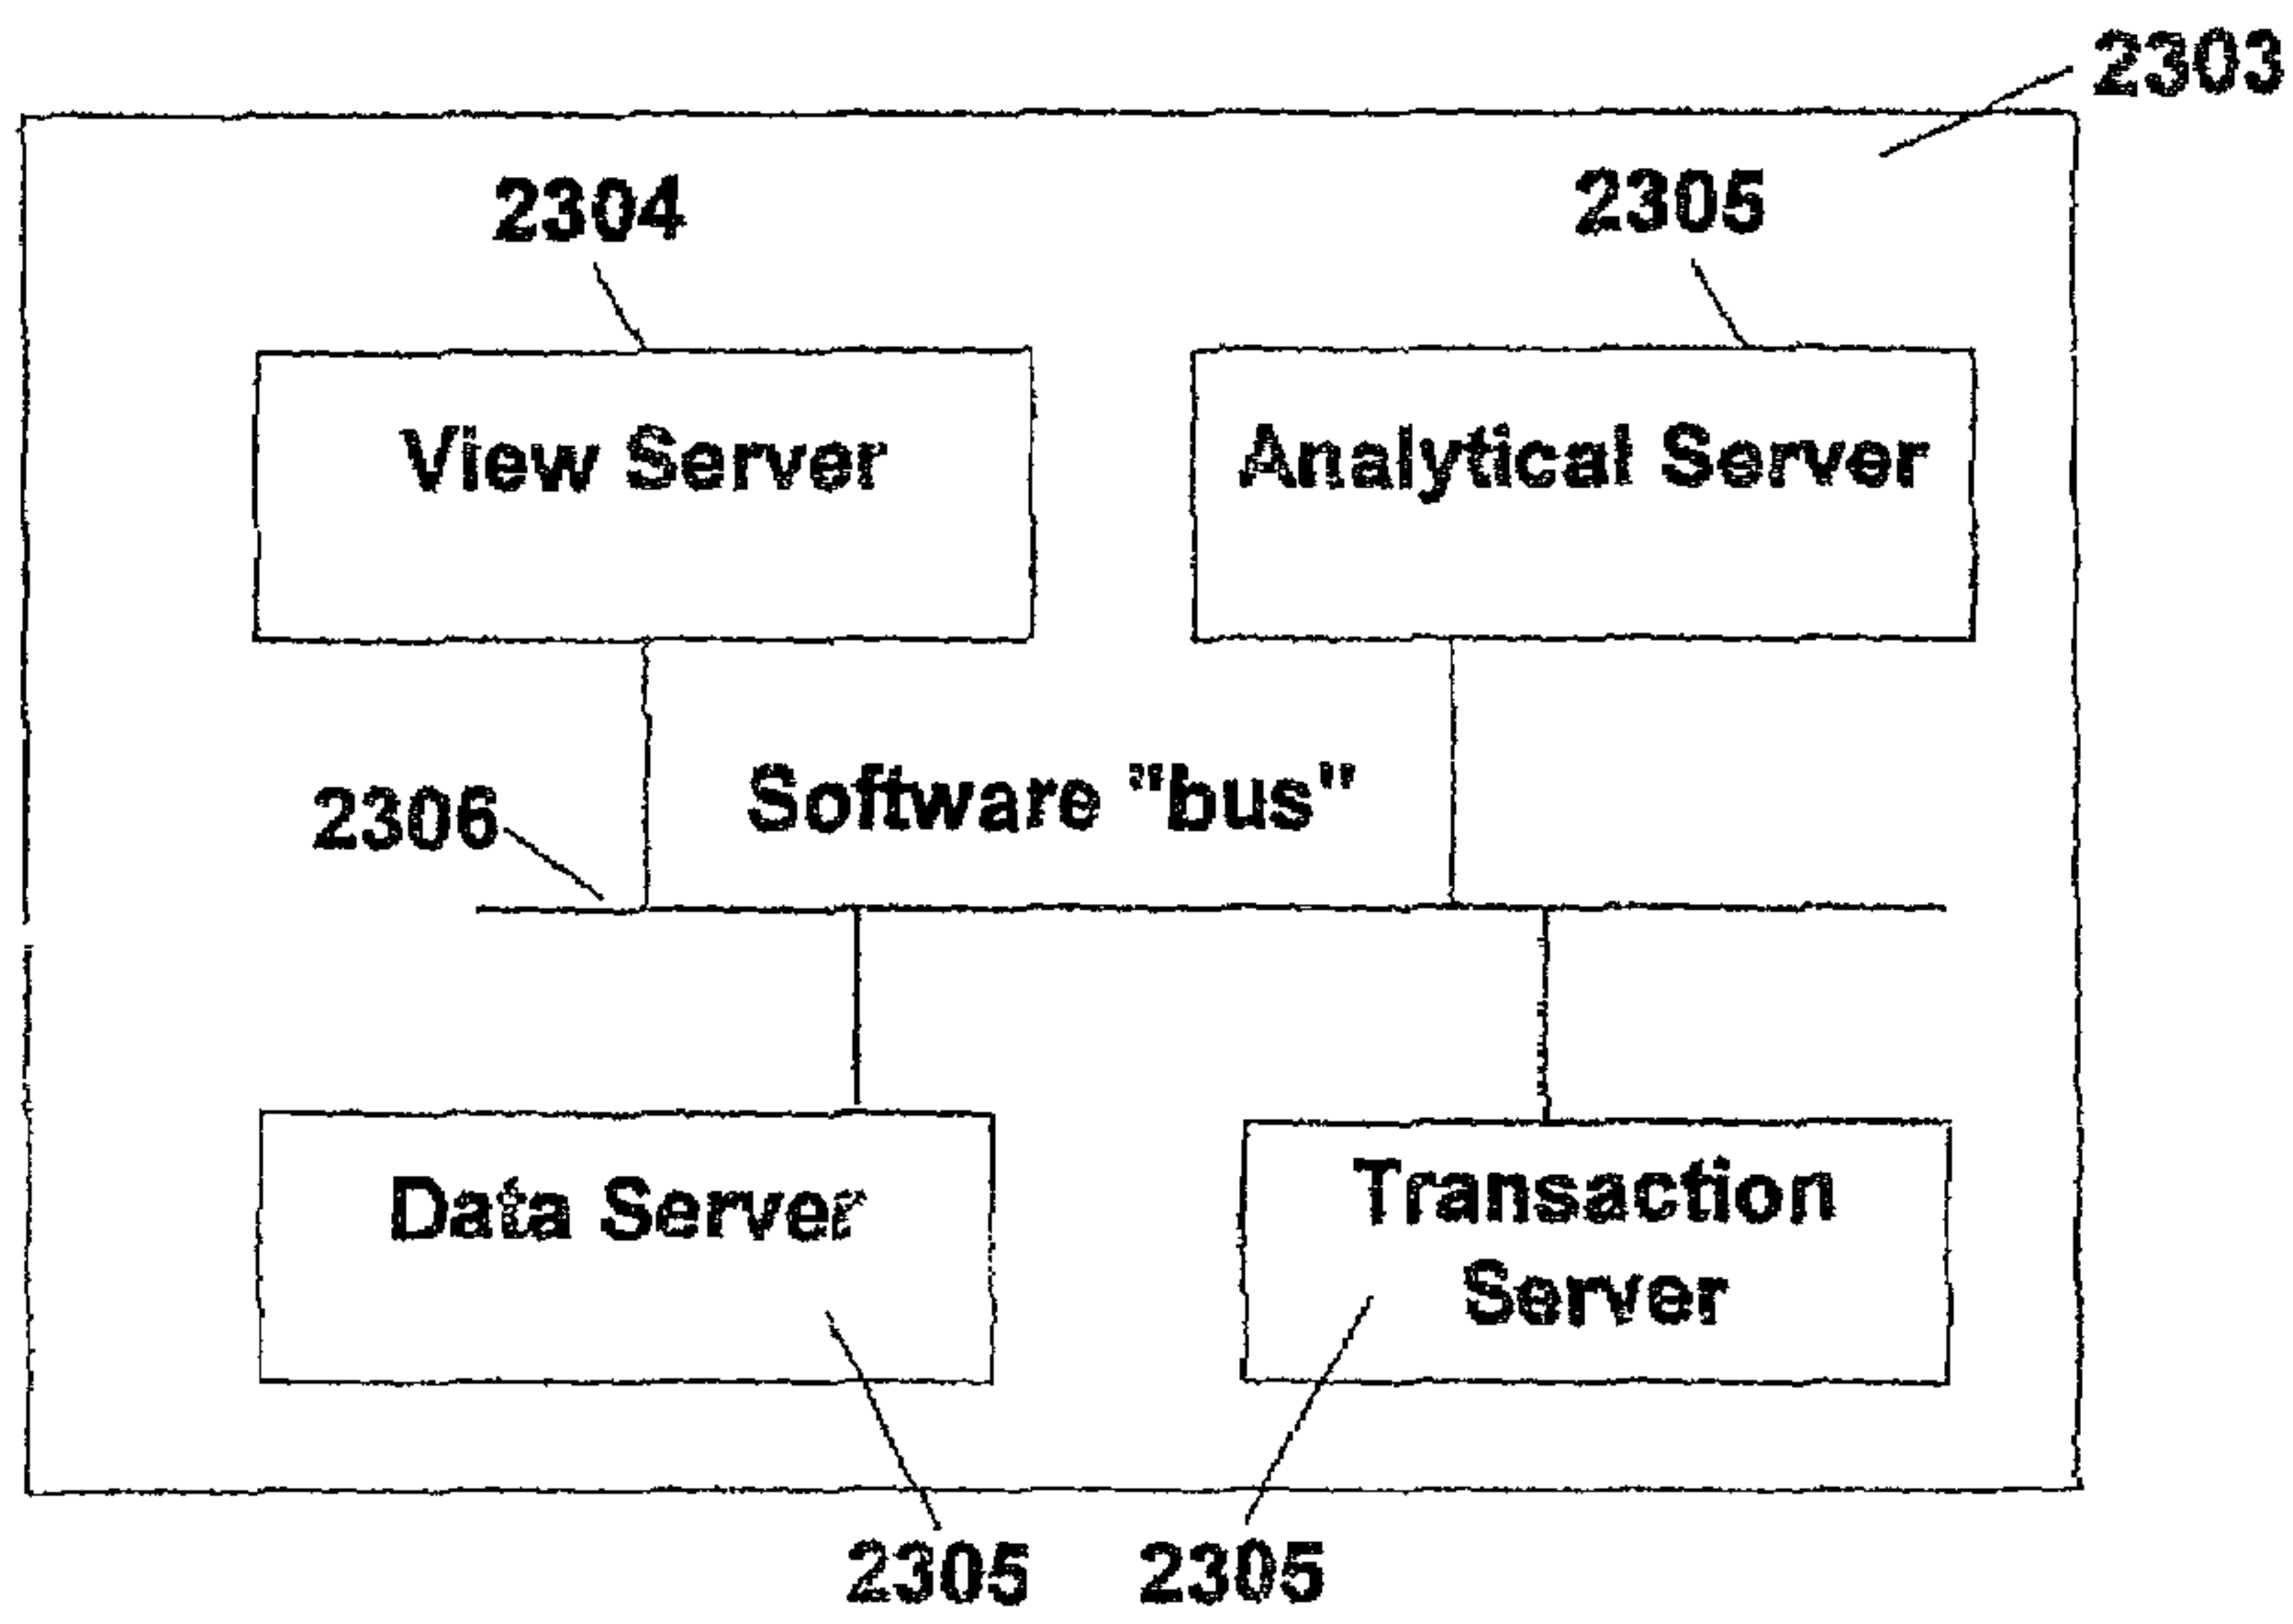 2303
2304
2305
View Server
Analytical Server
Software "bus"
2306
Data Server
Transaction
Server
2305
2305